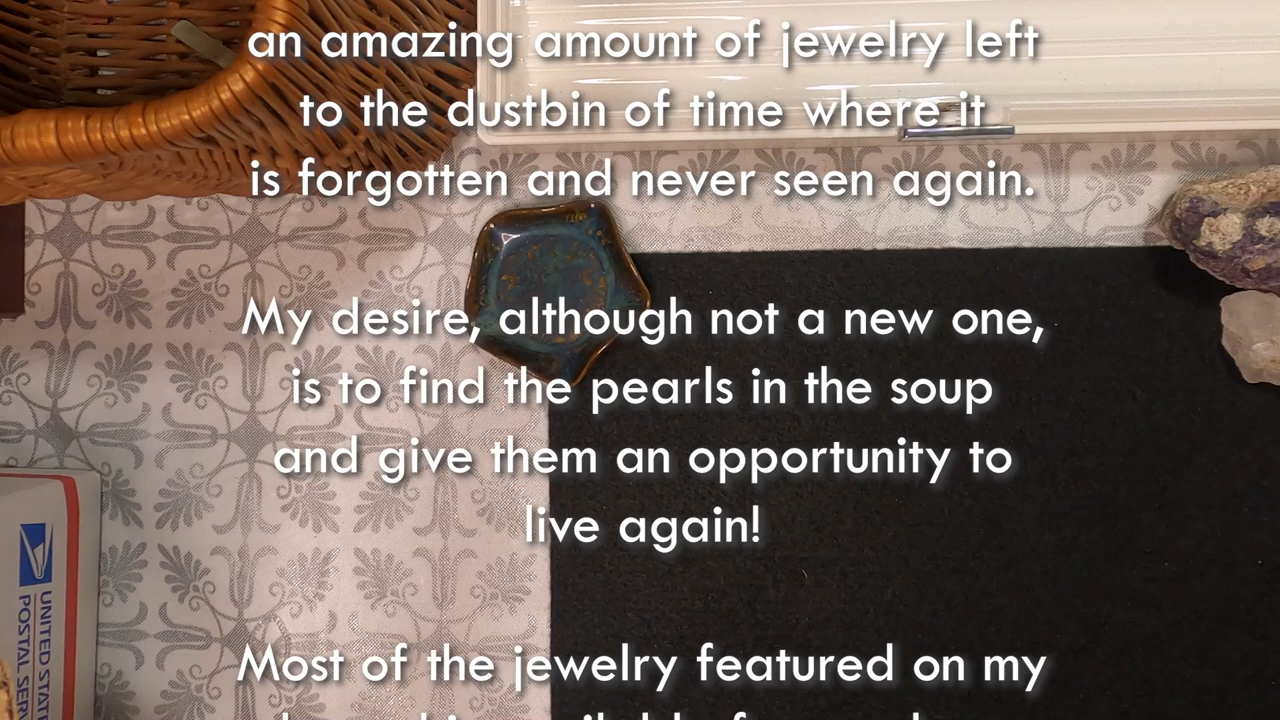 an amazing amount of jewelry left
to the dustbin of time where it
is forgotten and never seen again.
My desire, although not a new one,
is to find the pearls in the soup
and give them an opportunity to
live again!
Most of the jewelry featured on my
UNITED STAT
POSTAL SERV